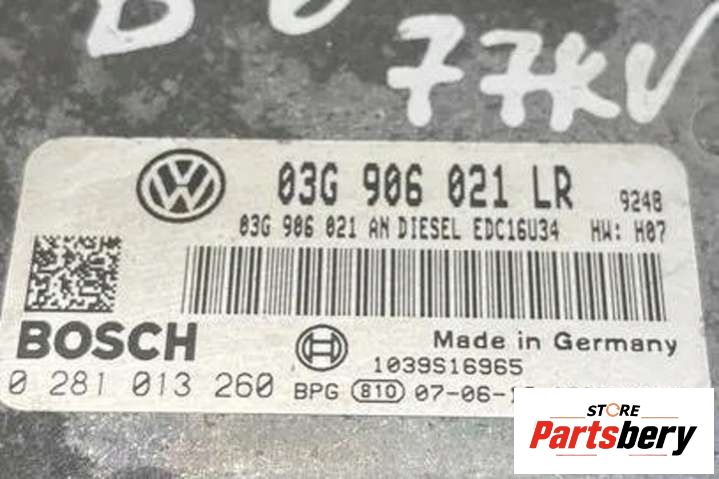 77KV
03G 906 021 LR 9248
03G 906 021 AN DIESEL EDC16U34 HW: H07
BOSCH
Made in Germany
1039S16965
0 281 013 260 BPG 810
STORE
Partsbery